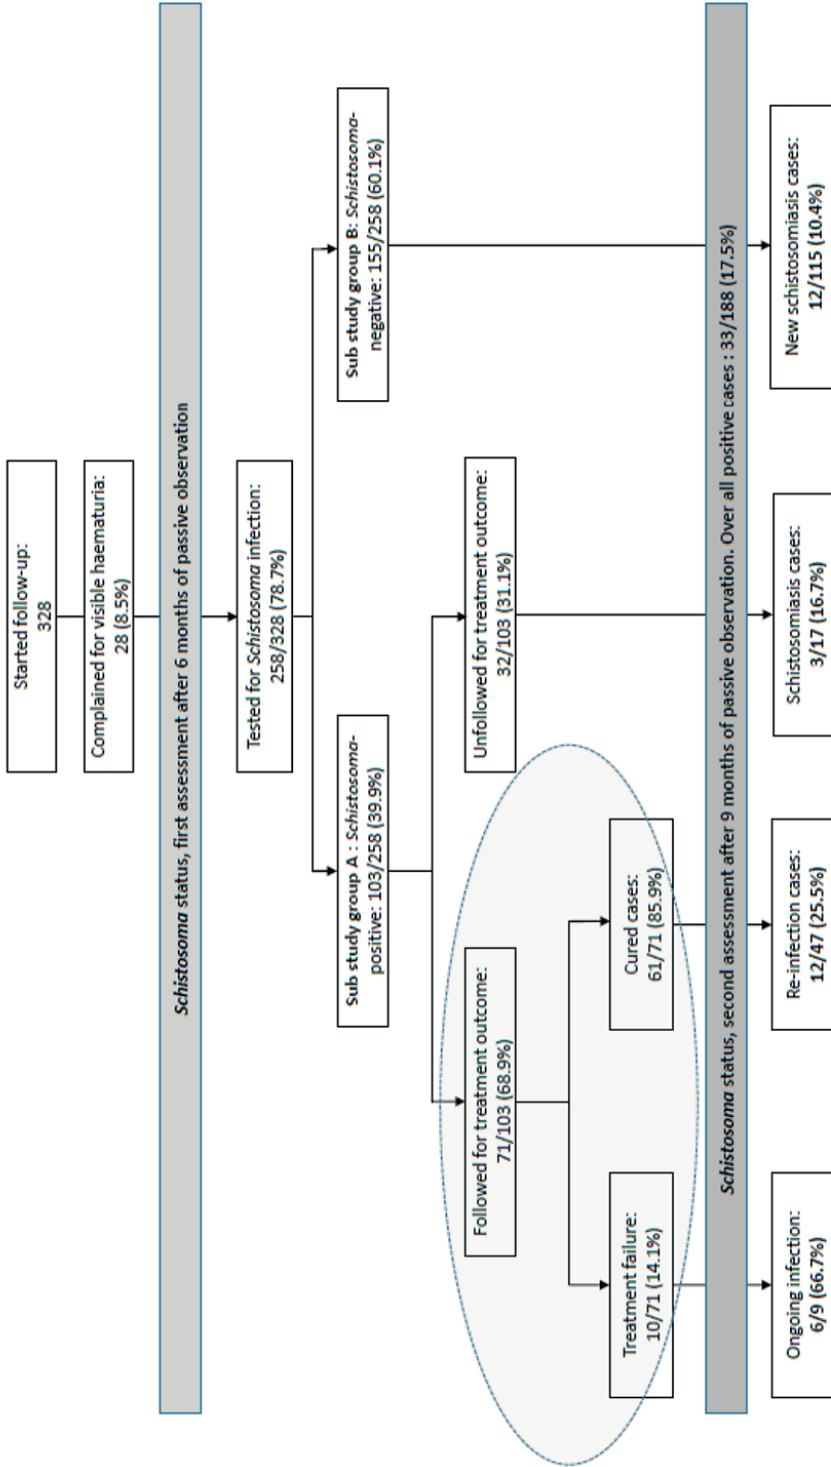 Started follow-up:
328
Complained for visible haematuria:
28 (8.5%)
Schistosoma status, first assessment after 6 months of passive observation
Tested for Schistosoma infection:
258/328 (78.7%)
Sub study group A : Schistosoma-
positive: 103/258 (39.9%)
Sub study group B: Schistosoma-
negative: 155/258 (60.1%)
Followed for treatment outcome:
71/103 (68.9%)
Unfollowed for treatment outcome:
32/103 (31.1%)
Treatment failure:
10/71 (14.1%)
Cured cases:
61/71 (85.9%)
Schistosoma status, second assessment after 9 months of passive observation. Over all positive cases : 33/188 (17.5%)
Ongoing infection:
6/9 (66.7%)
Re-infection cases:
12/47 (25.5%)
Schistosomiasis cases:
3/17 (16.7%)
New schistosomiasis cases:
12/115 (10.4%)